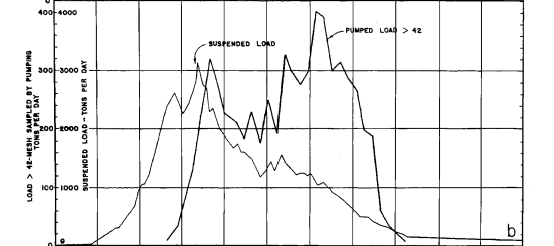 0
400 4000
SUSPENDED LOAD
PUMPED LOAD > 42
LOAD > 42-MESH SAMPLED BY PUMPING
TONS PER DAY
SUSPENDED LOAD - TONS PER DAY
300 3000
200 2000
100 1000
0
b